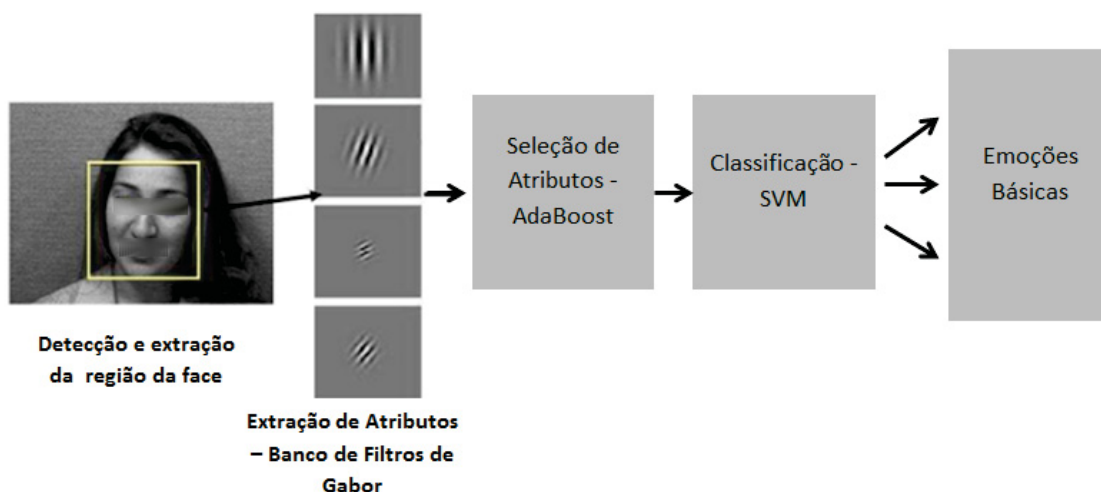 Detecção e extração
da região da face
Extração de Atributos
– Banco de Filtros de
Gabor
Seleção de
Atributos -
AdaBoost
Classificação -
SVM
Emoções
Básicas